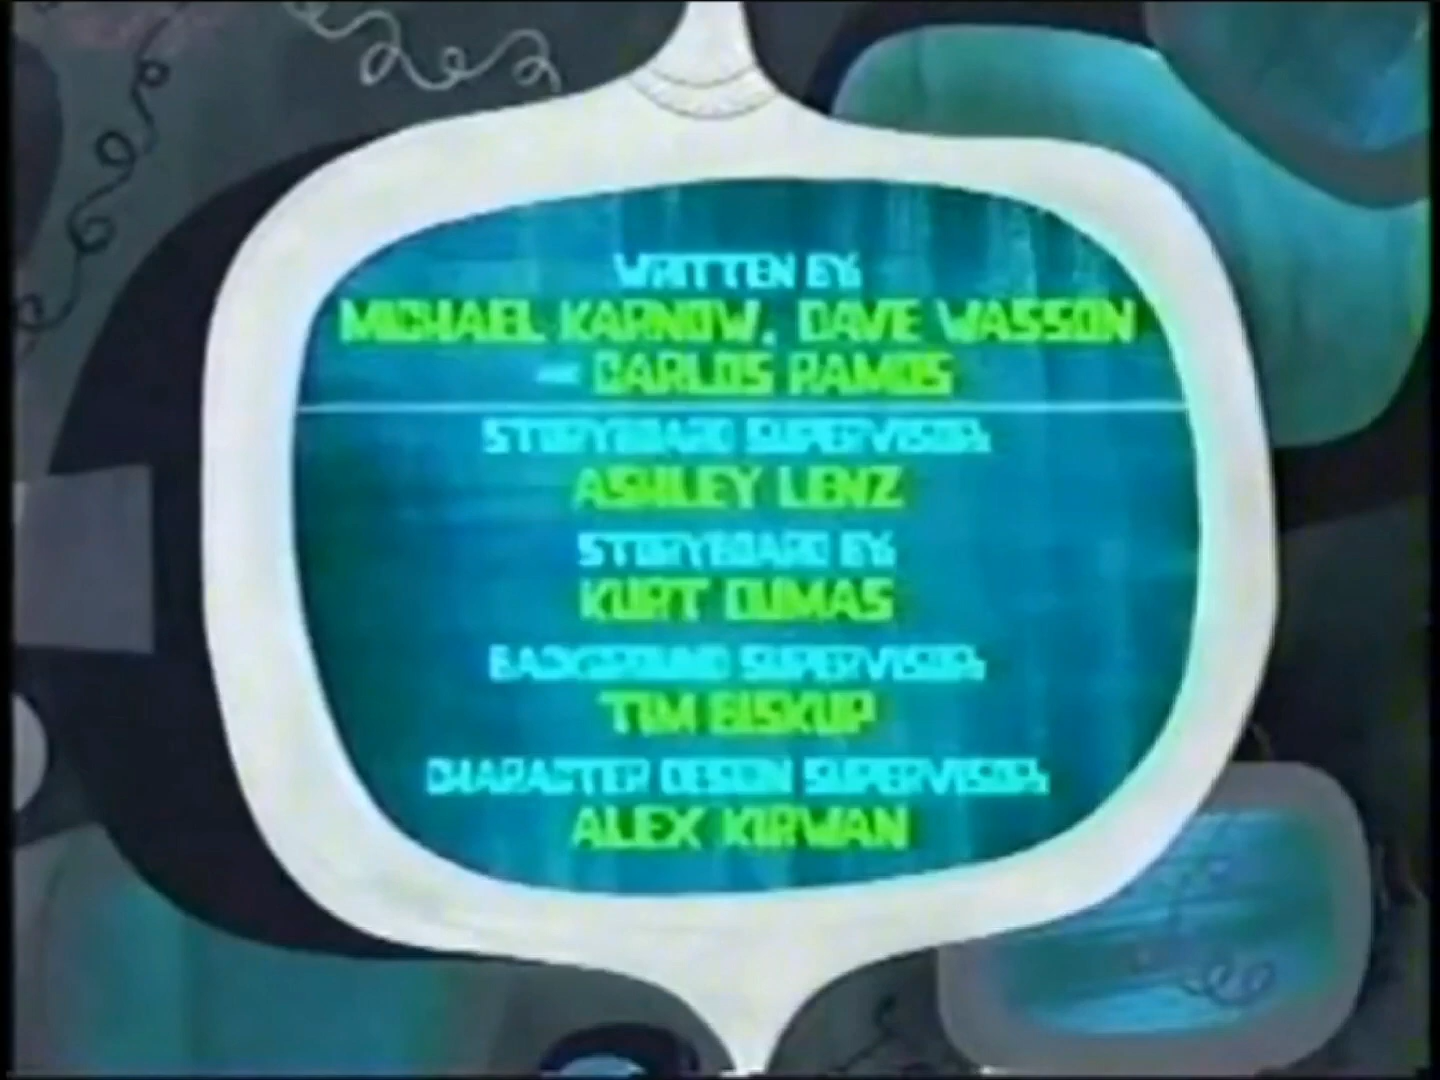 WRITTEN BY:
MICHAEL KARNOW, DAVE WASSON
CARLOS RAMOS
STORYBOARD SUPERVISOR:
ASHLEY LENZ
STORYBOARD BY:
KURT DUMAS
BACKGROUND SUPERVISOR:
TIM BISKUP
CHARACTER DESIGN SUPERVISOR:
ALEX KIRWAN